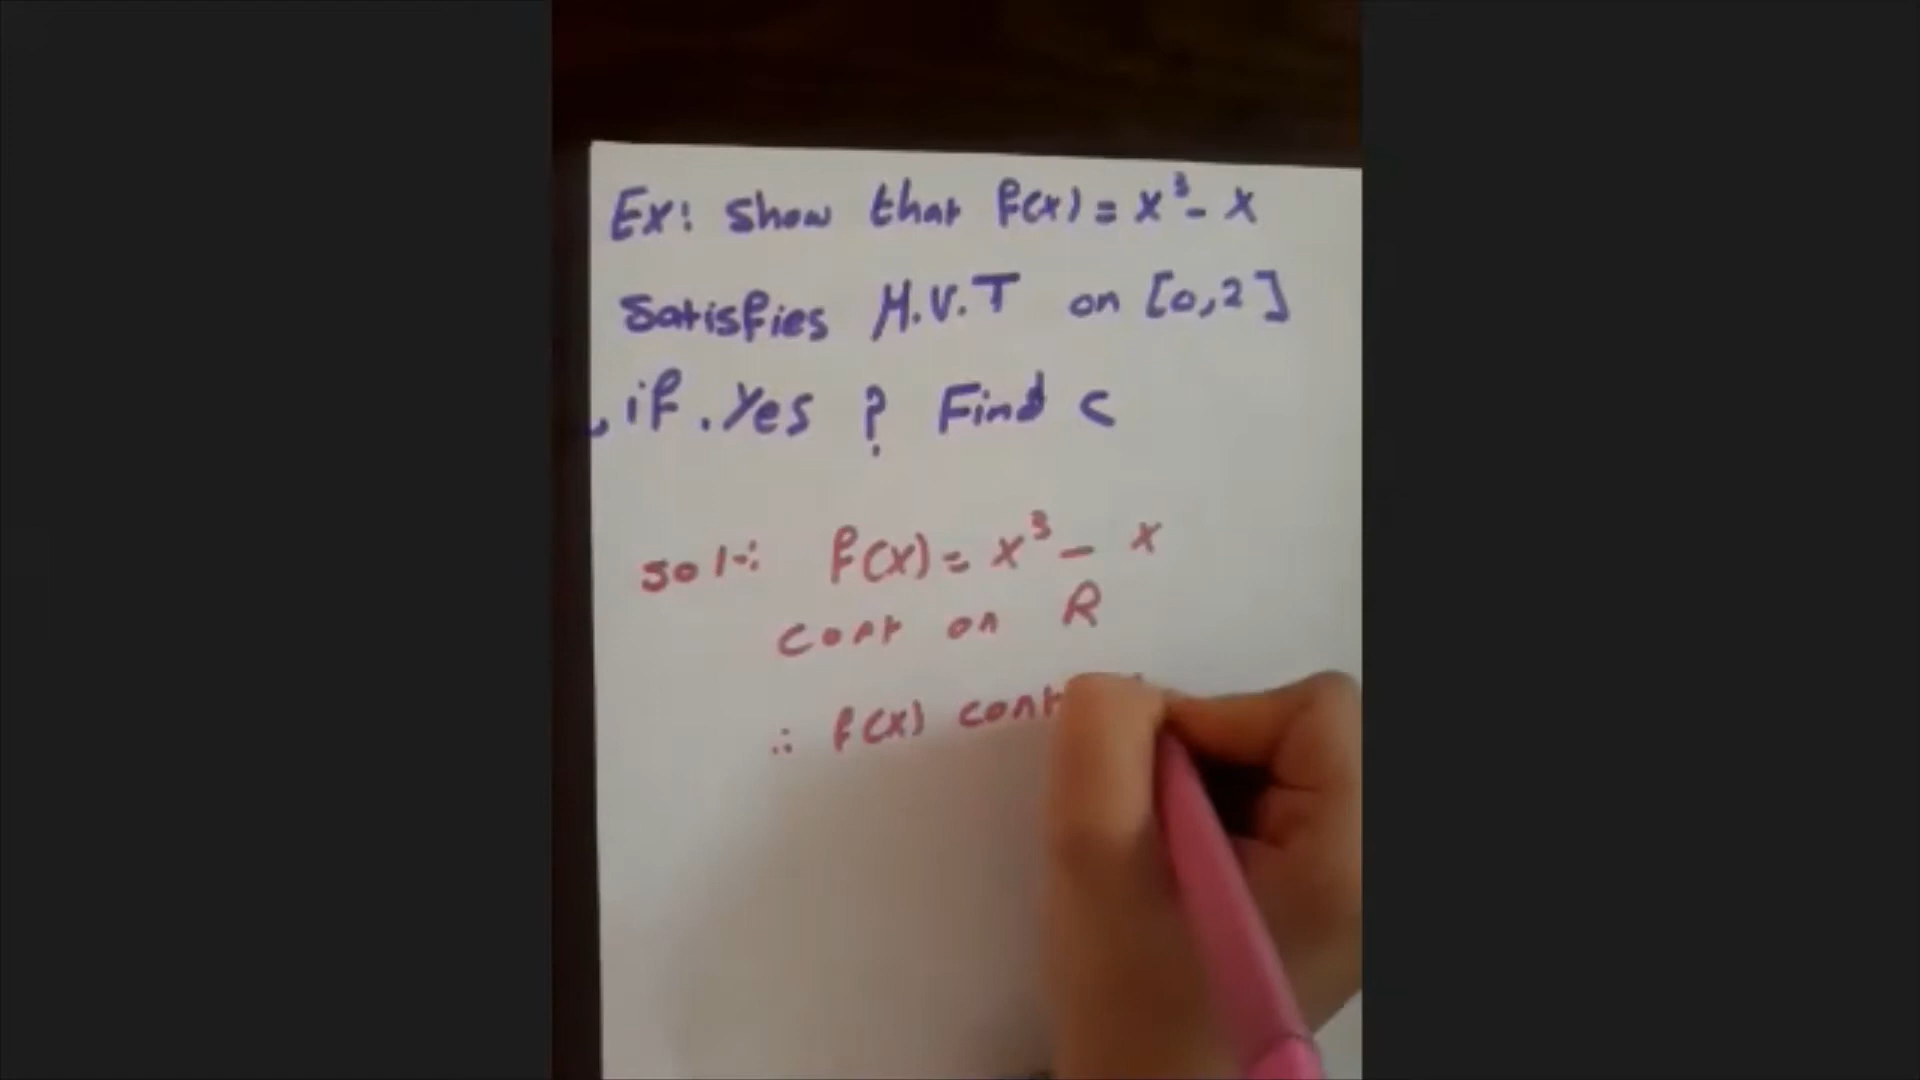 Ex: Show that f(x) = x³ - x
Satisfies M.V.T on [0,2]
, if . Yes ? Find c
Sol-: f(x) = x³ - x
cont on R
∴ f(x) cont